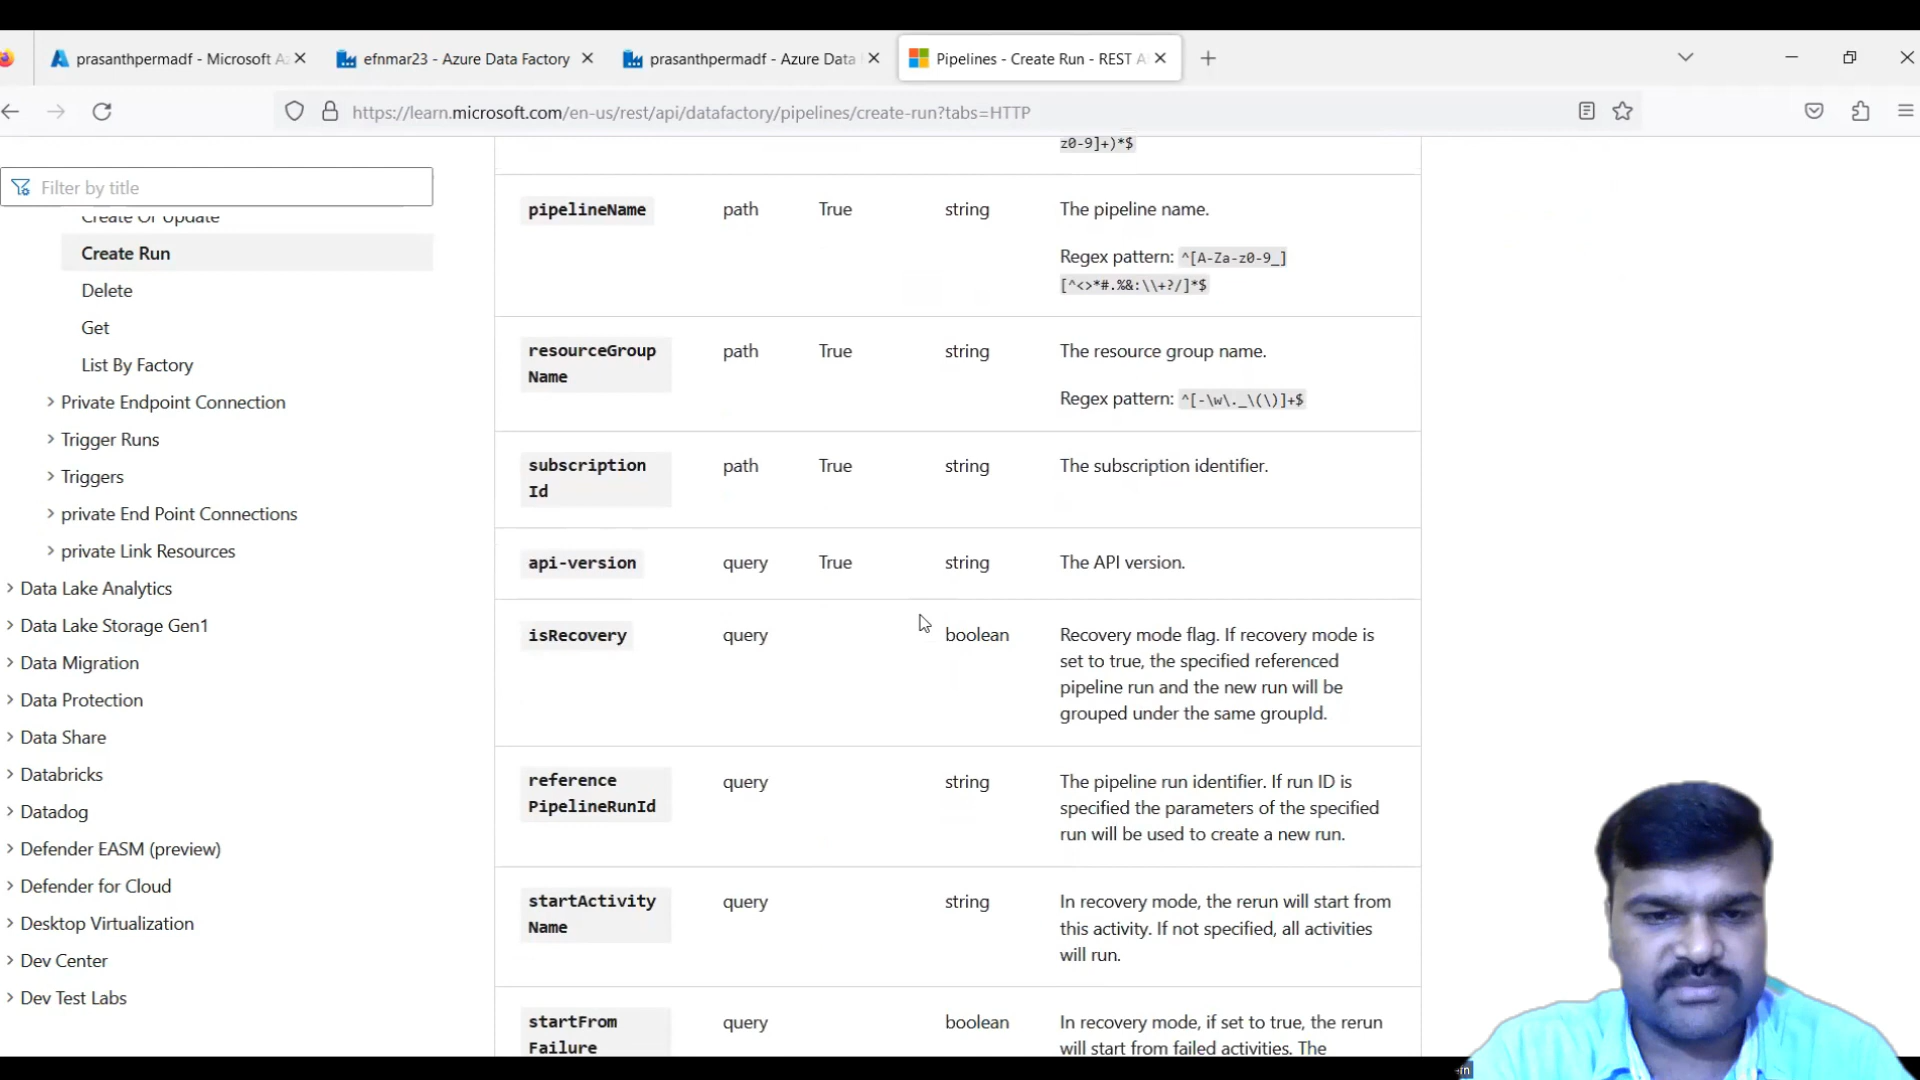 prasanthpermadf - Microsoft Az
efnmar23 - Azure Data Factory
prasanthpermadf - Azure Data
Pipelines - Create Run - REST A
https://learn.microsoft.com/en-us/rest/api/datafactory/pipelines/create-run?tabs=HTTP
Filter by title
Create Or Update
Create Run
Delete
Get
List By Factory
Private Endpoint Connection
Trigger Runs
Triggers
private End Point Connections
private Link Resources
Data Lake Analytics
Data Lake Storage Gen1
Data Migration
Data Protection
Data Share
Databricks
Datadog
Defender EASM (preview)
Defender for Cloud
Desktop Virtualization
Dev Center
Dev Test Labs
z0-9]+)*$
pipelineName path True string The pipeline name.
Regex pattern: ^[A-Za-z0-9_]
[^<>*#.%&:\\+?/]*$
resourceGroup path True string The resource group name.
Name
Regex pattern: ^[-\w\._\(\)]+$
subscription path True string The subscription identifier.
Id
api-version query True string The API version.
isRecovery query boolean Recovery mode flag. If recovery mode is
set to true, the specified referenced
pipeline run and the new run will be
grouped under the same groupId.
reference query string The pipeline run identifier. If run ID is
PipelineRunId specified the parameters of the specified
run will be used to create a new run.
startActivity query string In recovery mode, the rerun will start from
Name this activity. If not specified, all activities
will run.
startFrom query boolean In recovery mode, if set to true, the rerun
Failure will start from failed activities. The